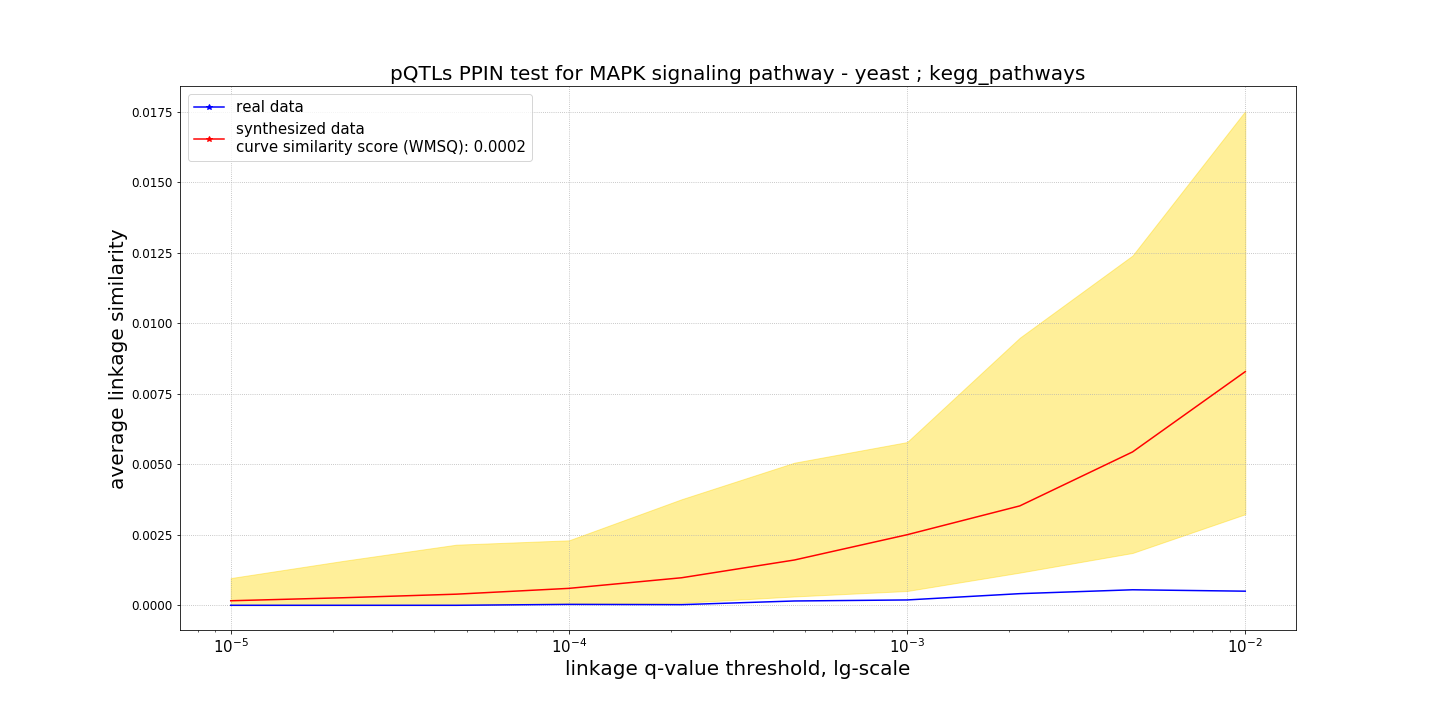 pQTLs PPIN test for MAPK signaling pathway - yeast ; kegg_pathways
real data
synthesized data
curve similarity score (WMSQ): 0.0002
average linkage similarity
0.0175
0.0150
0.0125
0.0100
0.0075
0.0050
0.0025
0.0000
10⁻⁵ 10⁻⁴ 10⁻³ 10⁻²
linkage q-value threshold, lg-scale